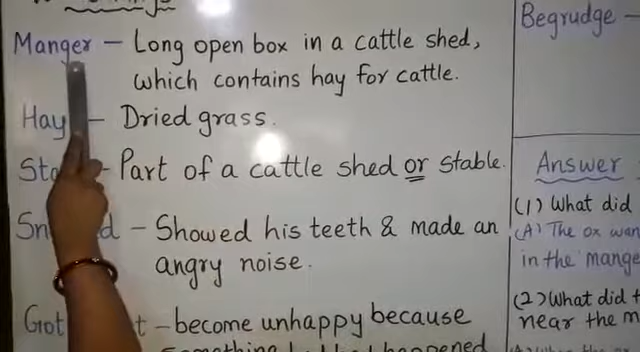 Manger – Long open box in a cattle shed,
which contains hay for cattle.
Hay – Dried grass.
– Part of a cattle shed or stable.
– Showed his teeth & made an
angry noise.
– become unhappy because
Begrudge –
Answer
(1) What did
(A) The ox
in the
(2) What did
near the